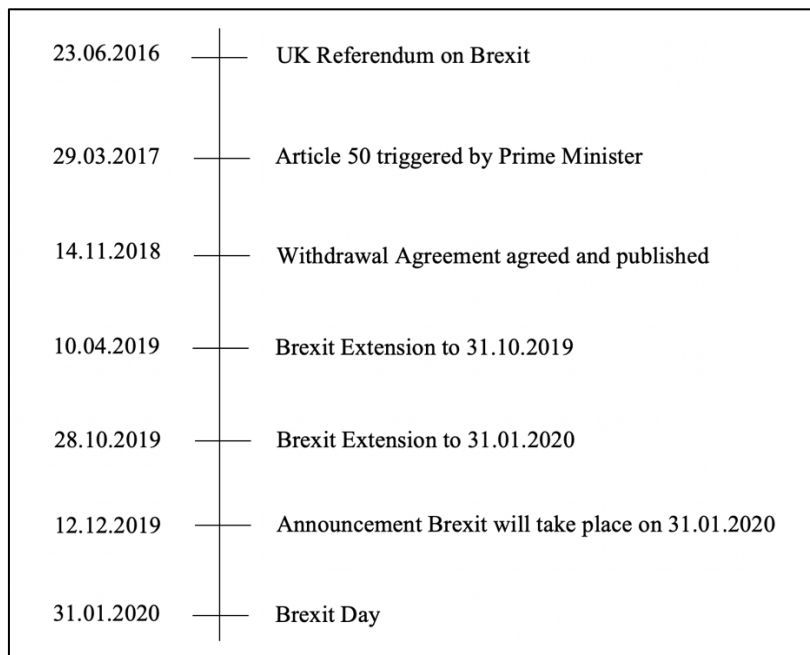 23.06.2016 UK Referendum on Brexit
29.03.2017 Article 50 triggered by Prime Minister
14.11.2018 Withdrawal Agreement agreed and published
10.04.2019 Brexit Extension to 31.10.2019
28.10.2019 Brexit Extension to 31.01.2020
12.12.2019 Announcement Brexit will take place on 31.01.2020
31.01.2020 Brexit Day